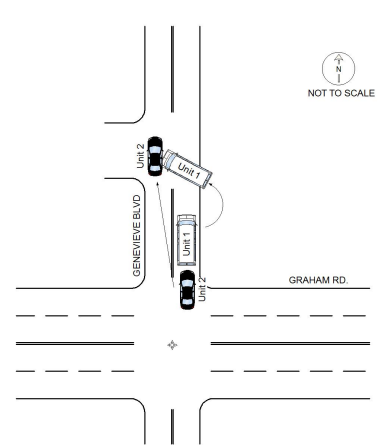 N
NOT TO SCALE
Unit 2
Unit 1
GENEVIEVE BLVD
Unit 1
Unit 2
GRAHAM RD.